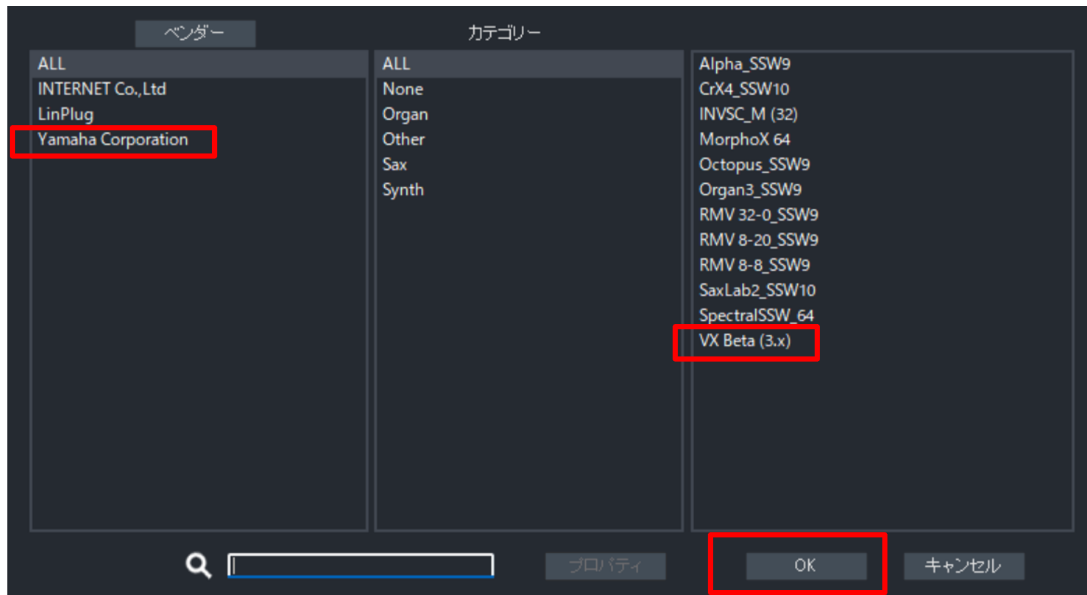 ベンダー
カテゴリー
ALL
INTERNET Co.,Ltd
LinPlug
Yamaha Corporation
ALL
None
Organ
Other
Sax
Synth
Alpha_SSW9
CrX4_SSW10
INVSC_M (32)
MorphoX 64
Octopus_SSW9
Organ3_SSW9
RMV 32-0_SSW9
RMV 8-20_SSW9
RMV 8-8_SSW9
SaxLab2_SSW10
SpectralSSW_64
VX Beta (3.x)
プロパティ
OK
キャンセル